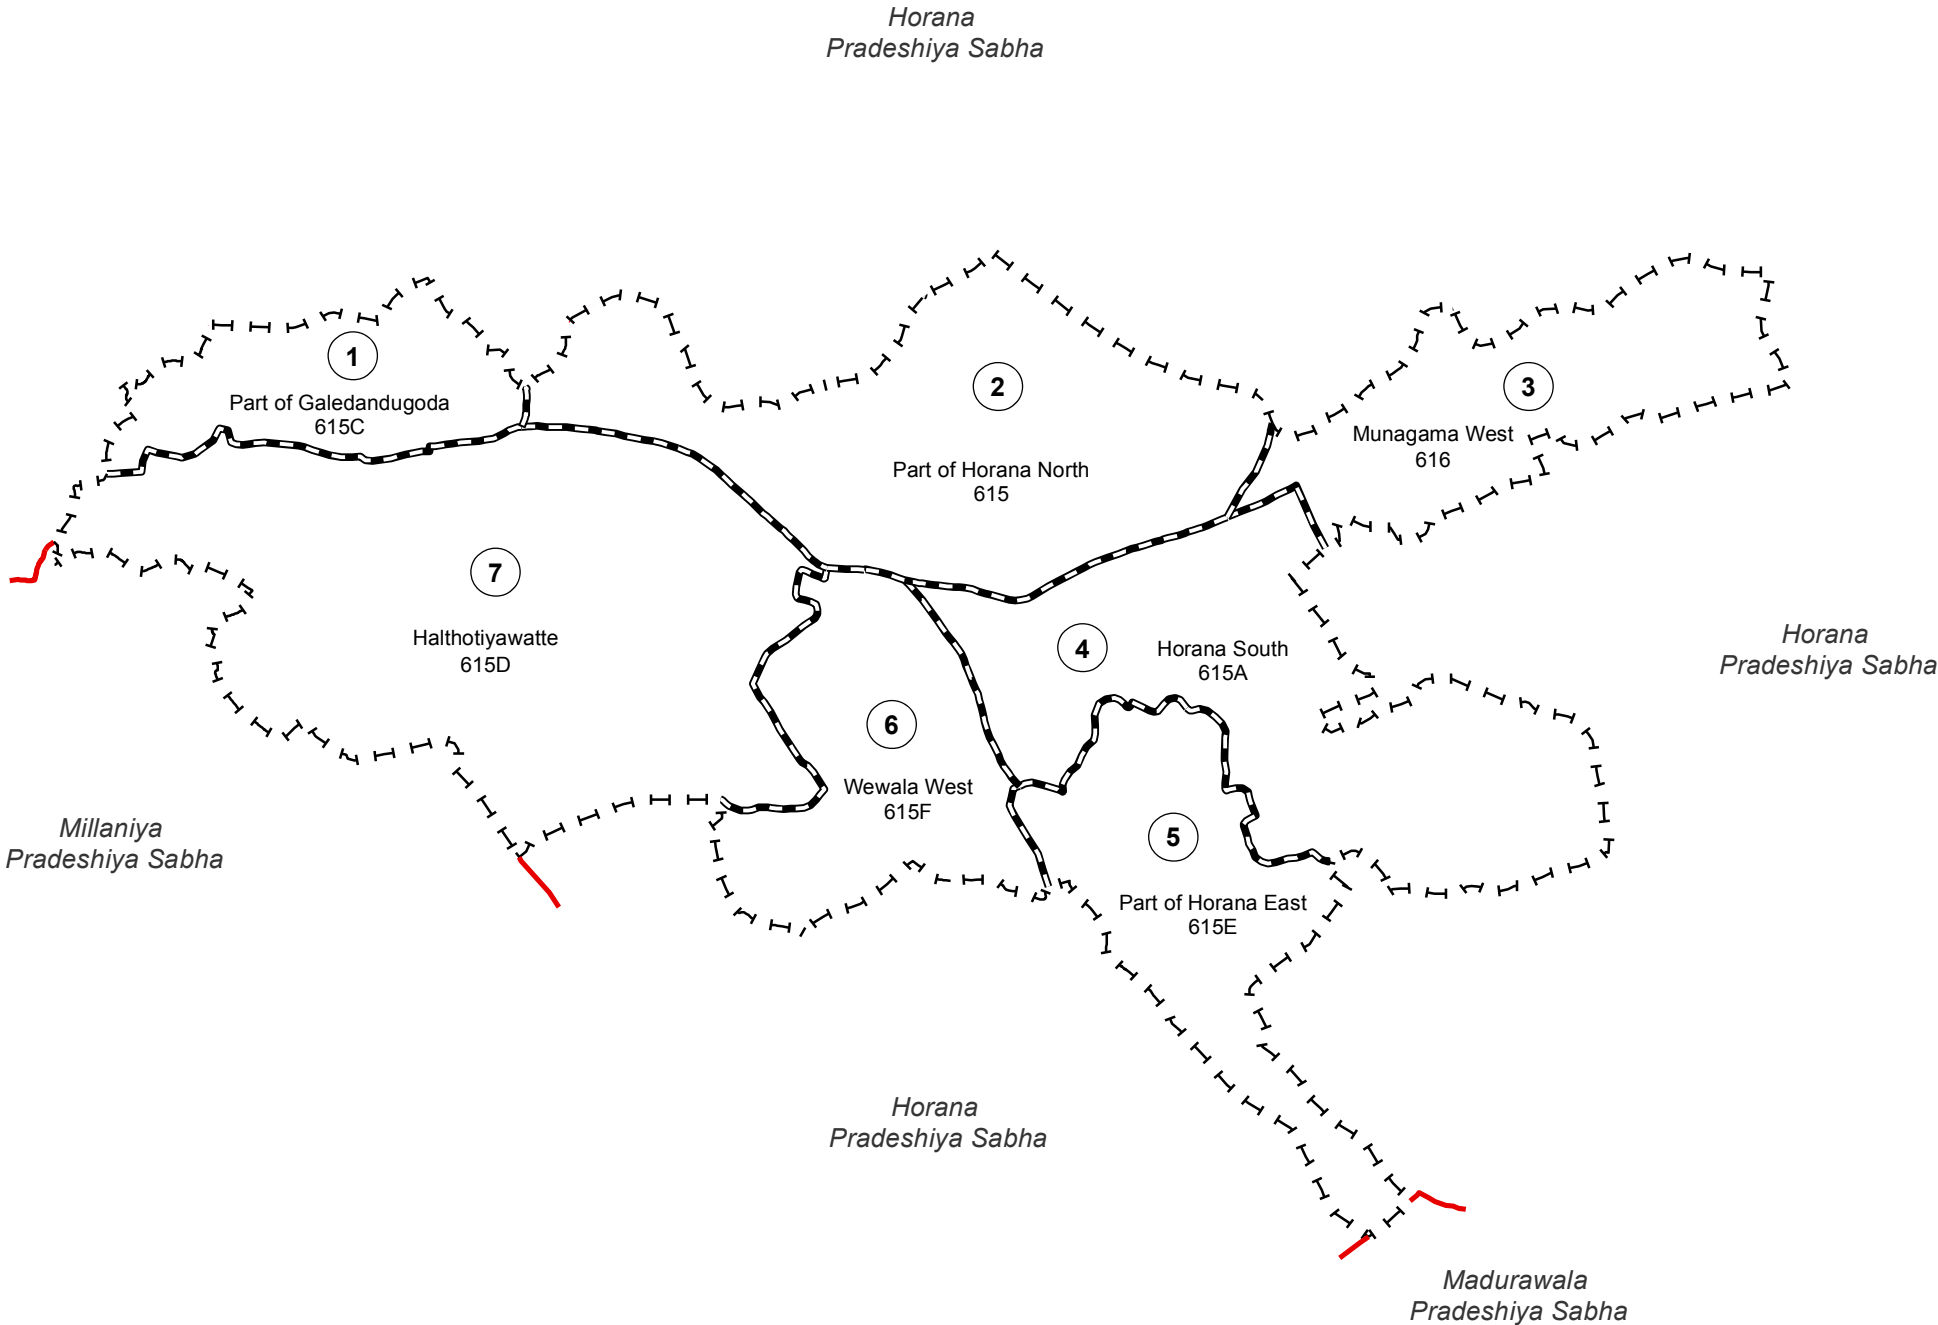 Horana
Pradeshiya Sabha
1
Part of Galedandugoda
615C
2
Part of Horana North
615
3
Munagama West
616
7
Halthotiyawatte
615D
4
Horana South
615A
Horana
Pradeshiya Sabha
6
Wewala West
615F
5
Part of Horana East
615E
Millaniya
Pradeshiya Sabha
Horana
Pradeshiya Sabha
Madurawala
Pradeshiya Sabha